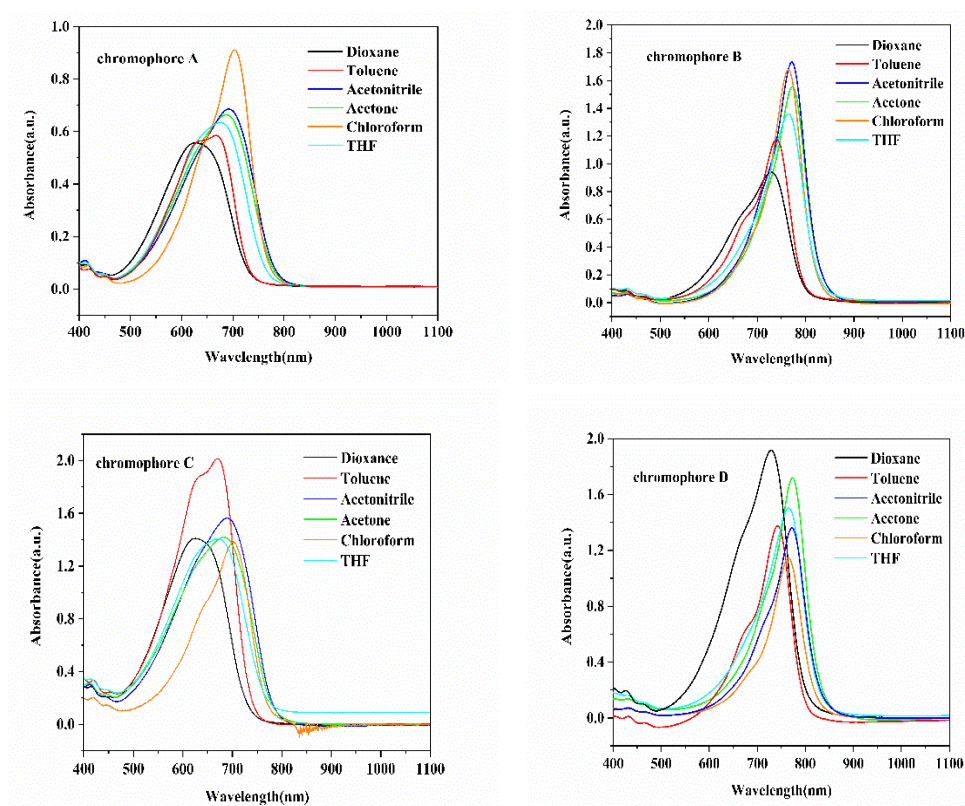 chromophore A
Dioxane
Toluene
Acetonitrile
Acetone
Chloroform
THF
Absorbance(a.u.)
1.0
0.8
0.6
0.4
0.2
0.0
400 500 600 700 800 900 1000 1100
Wavelength(nm)
chromophore B
Dioxane
Toluene
Acetonitrile
Acetone
Chloroform
THF
Absorbance(a.u.)
2.0
1.8
1.6
1.4
1.2
1.0
0.8
0.6
0.4
0.2
0.0
400 500 600 700 800 900 1000 1100
Wavelength(nm)
chromophore C
Dioxance
Toluene
Acetonitrile
Acetone
Chloroform
THF
Absorbance(a.u.)
2.0
1.6
1.2
0.8
0.4
0.0
400 500 600 700 800 900 1000 1100
Wavelength(nm)
chromophore D
Dioxane
Toluene
Acetonitrile
Acetone
Chloroform
THF
Absorbance(a.u.)
2.0
1.6
1.2
0.8
0.4
0.0
400 500 600 700 800 900 1000 1100
Wavelength(nm)